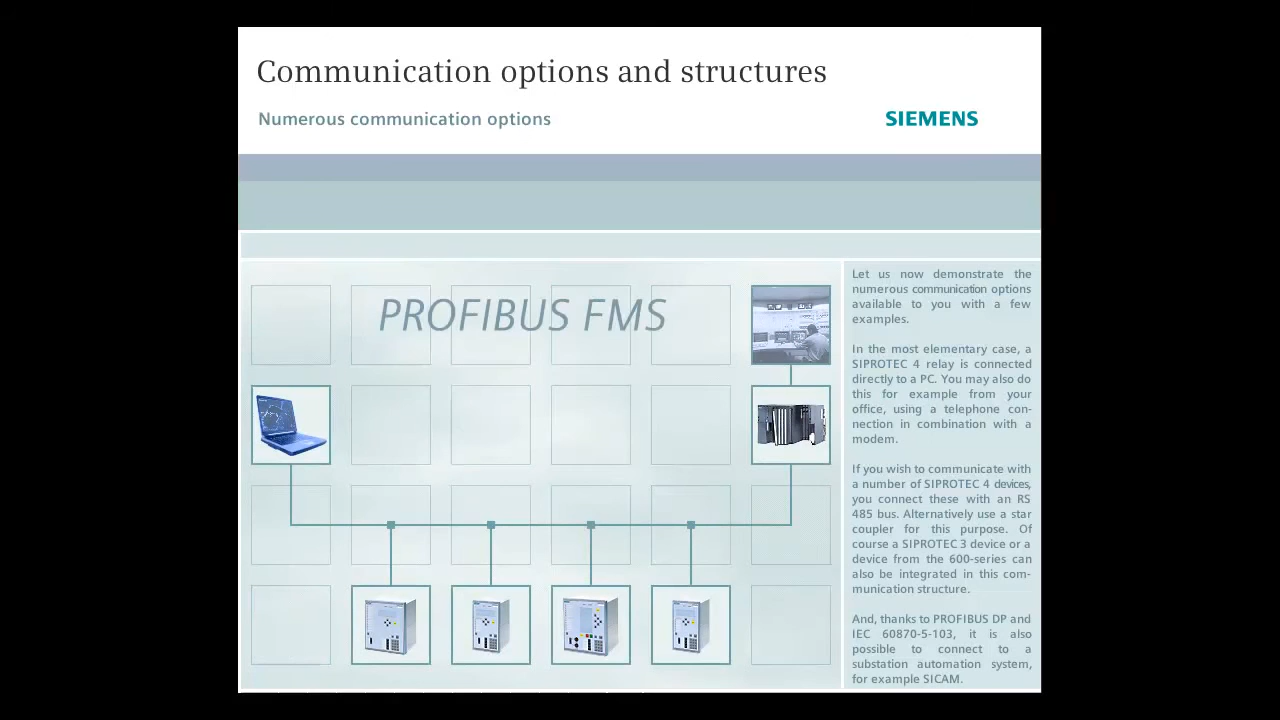 Communication options and structures
Numerous communication options
SIEMENS
PROFIBUS FMS
Let us now demonstrate the
numerous communication options
available to you with a few
examples.
In the most elementary case, a
SIPROTEC 4 relay is connected
directly to a PC. You may also do
this for example from your
office, using a telephone con-
nection in combination with a
modem.
If you wish to communicate with
a number of SIPROTEC 4 devices,
you connect these with an RS
485 bus. Alternatively use a star
coupler for this purpose. Of
course a SIPROTEC 3 device or a
device from the 600-series can
also be integrated in this com-
munication structure.
And, thanks to PROFIBUS DP and
IEC 60870-5-103, it is also
possible to connect to a
substation automation system,
for example SICAM.